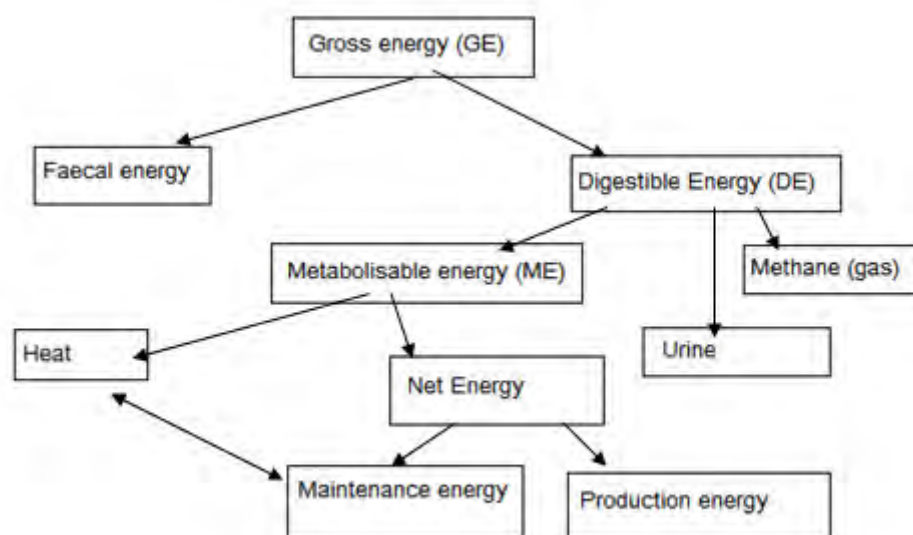 Gross energy (GE)
Faecal energy
Digestible Energy (DE)
Metabolisable energy (ME)
Methane (gas)
Heat
Urine
Net Energy
Maintenance energy
Production energy